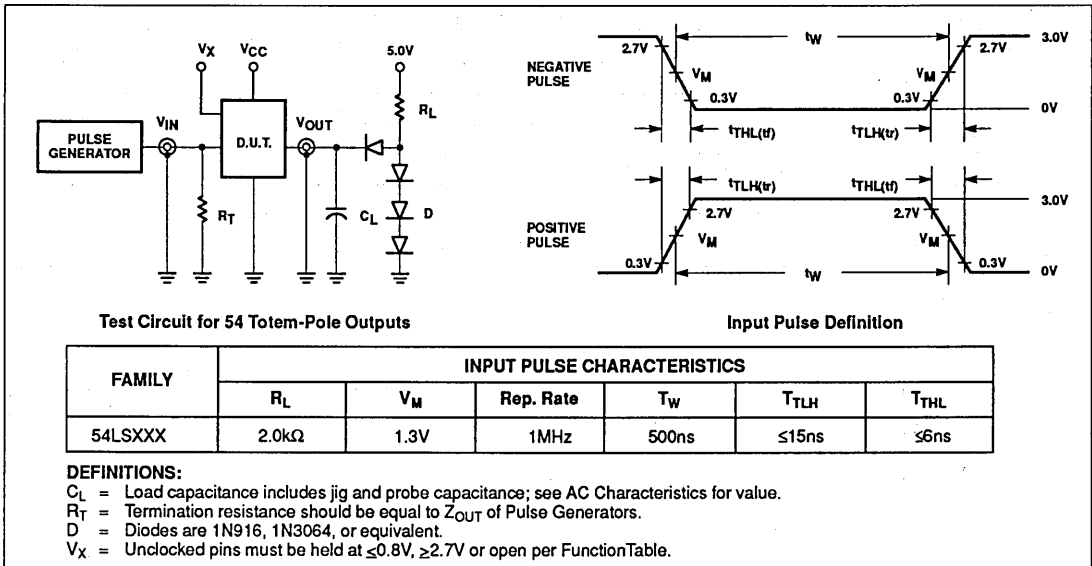 VX VCC 5.0V
RL
PULSE
GENERATOR
VIN
D.U.T.
VOUT
RT
CL
D
Test Circuit for 54 Totem-Pole Outputs
NEGATIVE
PULSE
2.7V
tW
2.7V
3.0V
VM
VM
0.3V
0.3V
0V
tTHL(tf)
tTLH(tr)
tTLH(tr)
tTHL(tf)
POSITIVE
PULSE
2.7V
2.7V
3.0V
VM
VM
0.3V
tW
0.3V
0V
Input Pulse Definition
FAMILY
INPUT PULSE CHARACTERISTICS
RL VM Rep. Rate TW TTLH TTHL
54LSXXX 2.0kΩ 1.3V 1MHz 500ns ≤15ns ≤6ns
DEFINITIONS:
CL = Load capacitance includes jig and probe capacitance; see AC Characteristics for value.
RT = Termination resistance should be equal to ZOUT of Pulse Generators.
D = Diodes are 1N916, 1N3064, or equivalent.
VX = Unclocked pins must be held at ≤0.8V, ≥2.7V or open per FunctionTable.